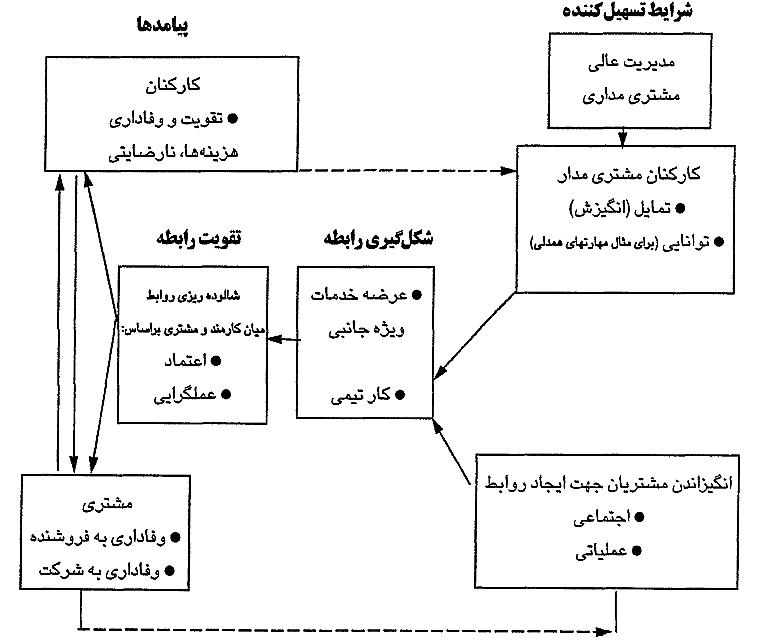 شرایط تسهیل‌کننده
مدیریت عالی
مشتری مداری
کارکنان مشتری مدار
● تمایل (انگیزش)
● توانایی (برای مثال مهارتهای همدلی)
انگیزاندن مشتریان جهت ایجاد روابط
● اجتماعی
● عملیاتی
شکل‌گیری رابطه
● عرضه خدمات
ویژه جانبی
● کار تیمی
تقویت رابطه
شالوده ریزی روابط
میان کارمند و مشتری براساس:
● اعتماد
● عملگرایی
پیامدها
کارکنان
● تقویت و وفاداری
هزینه‌ها، نارضایتی
مشتری
● وفاداری به فروشنده
● وفاداری به شرکت